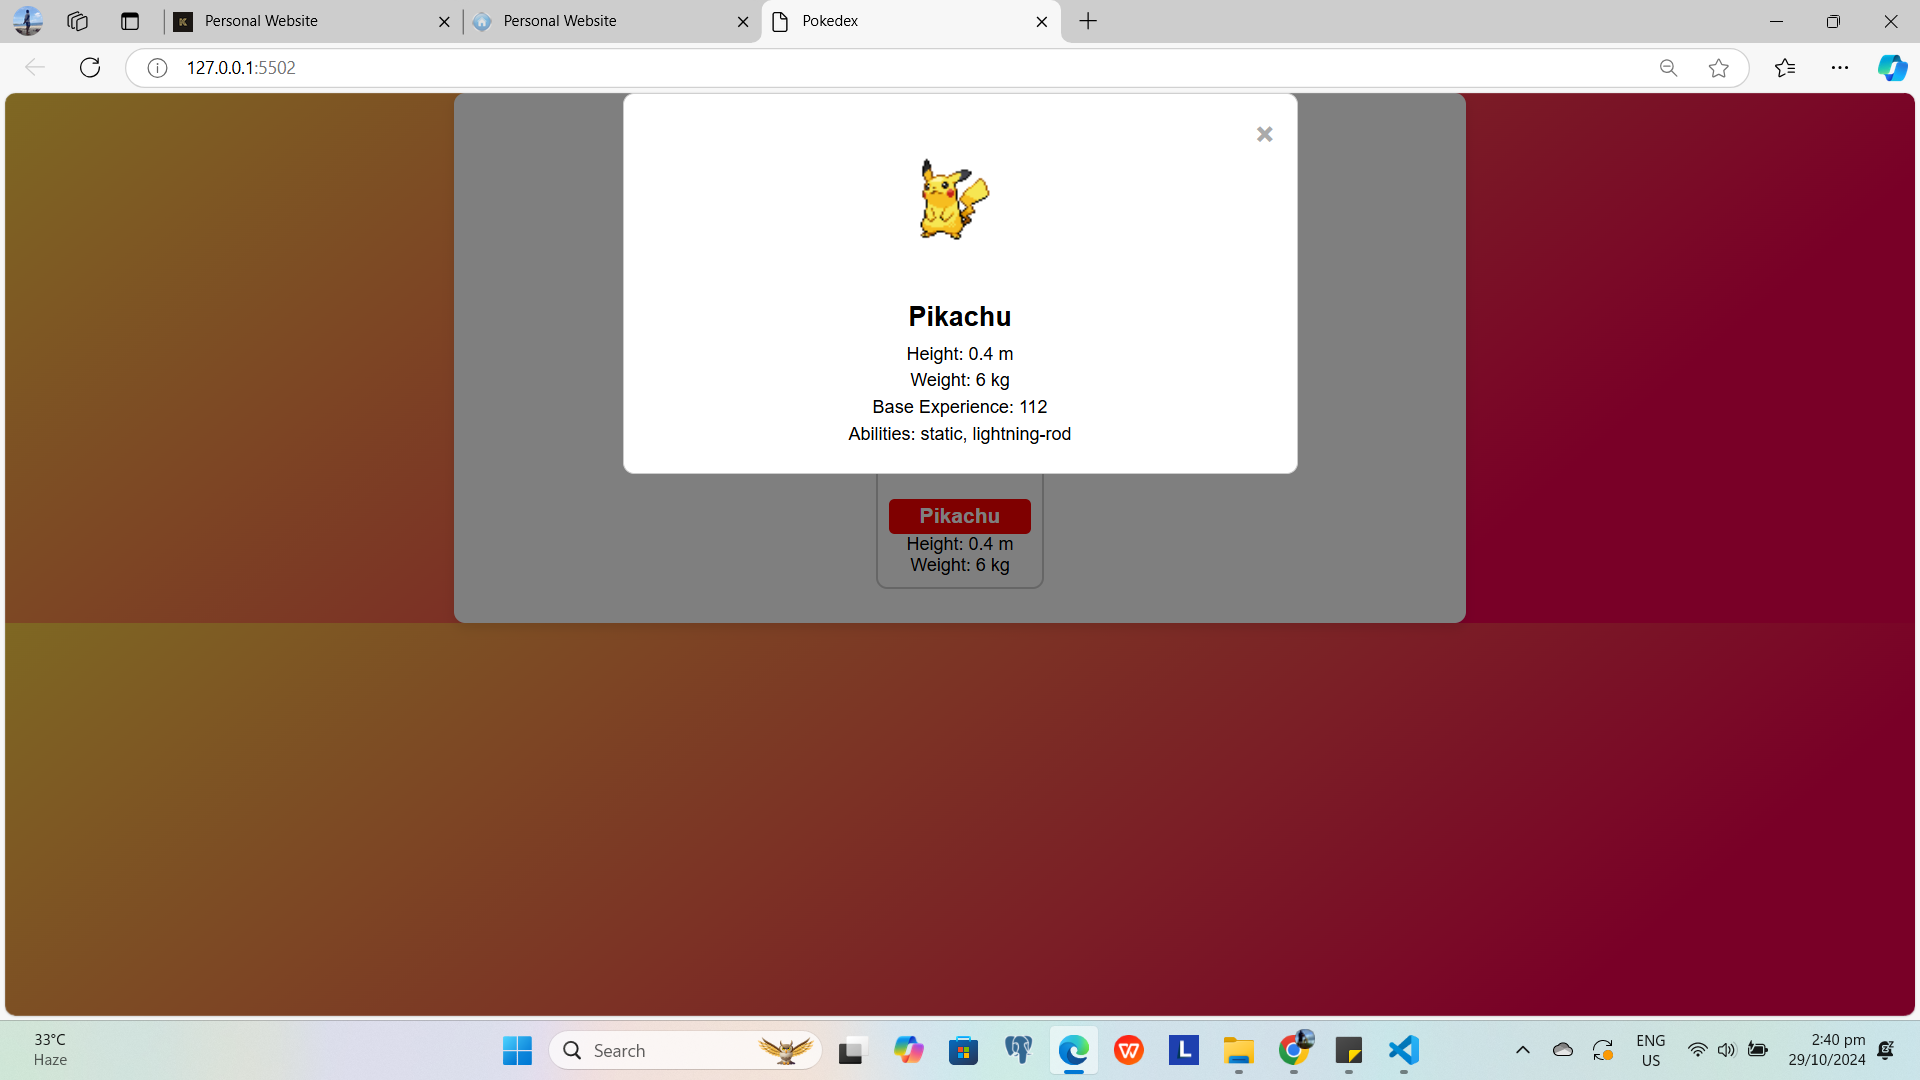 Personal Website
Personal Website
Pokedex
127.0.0.1:5502
Pikachu
Height: 0.4 m
Weight: 6 kg
Base Experience: 112
Abilities: static, lightning-rod
Pikachu
Height: 0.4 m
Weight: 6 kg
33°C
Haze
Search
ENG
US
2:40 pm
29/10/2024